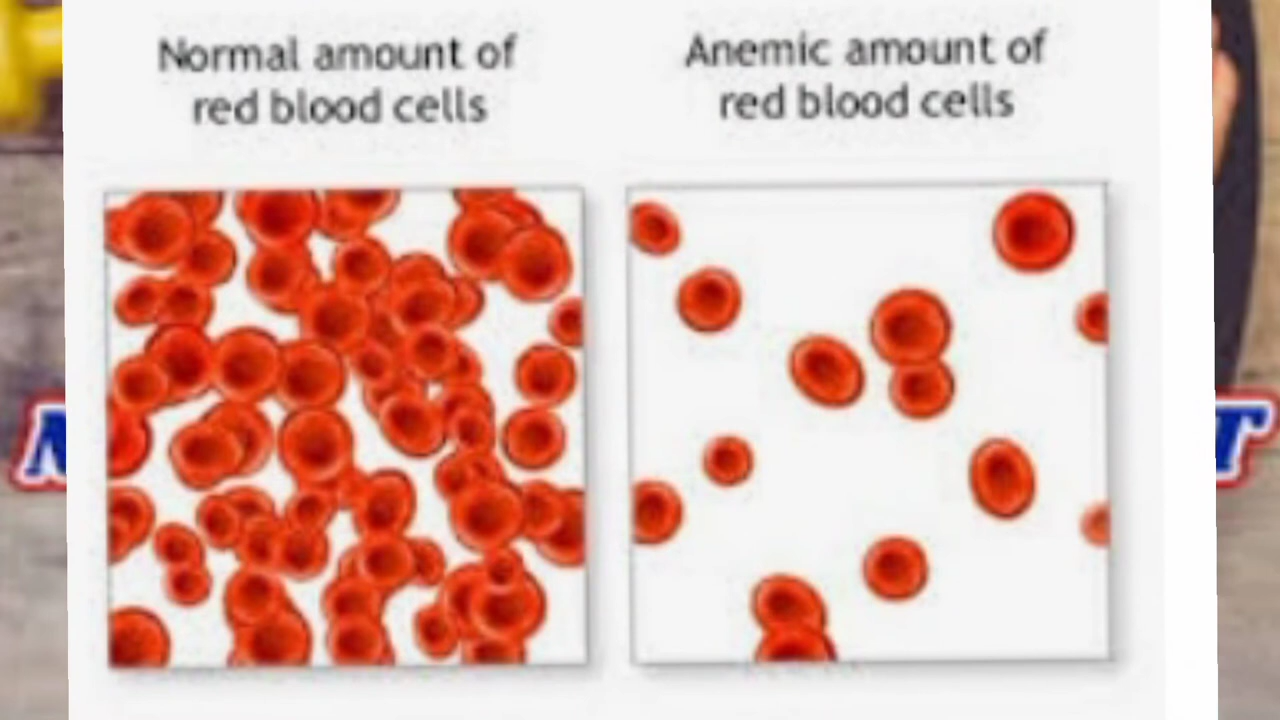 Normal amount of
red blood cells
Anemic amount of
red blood cells